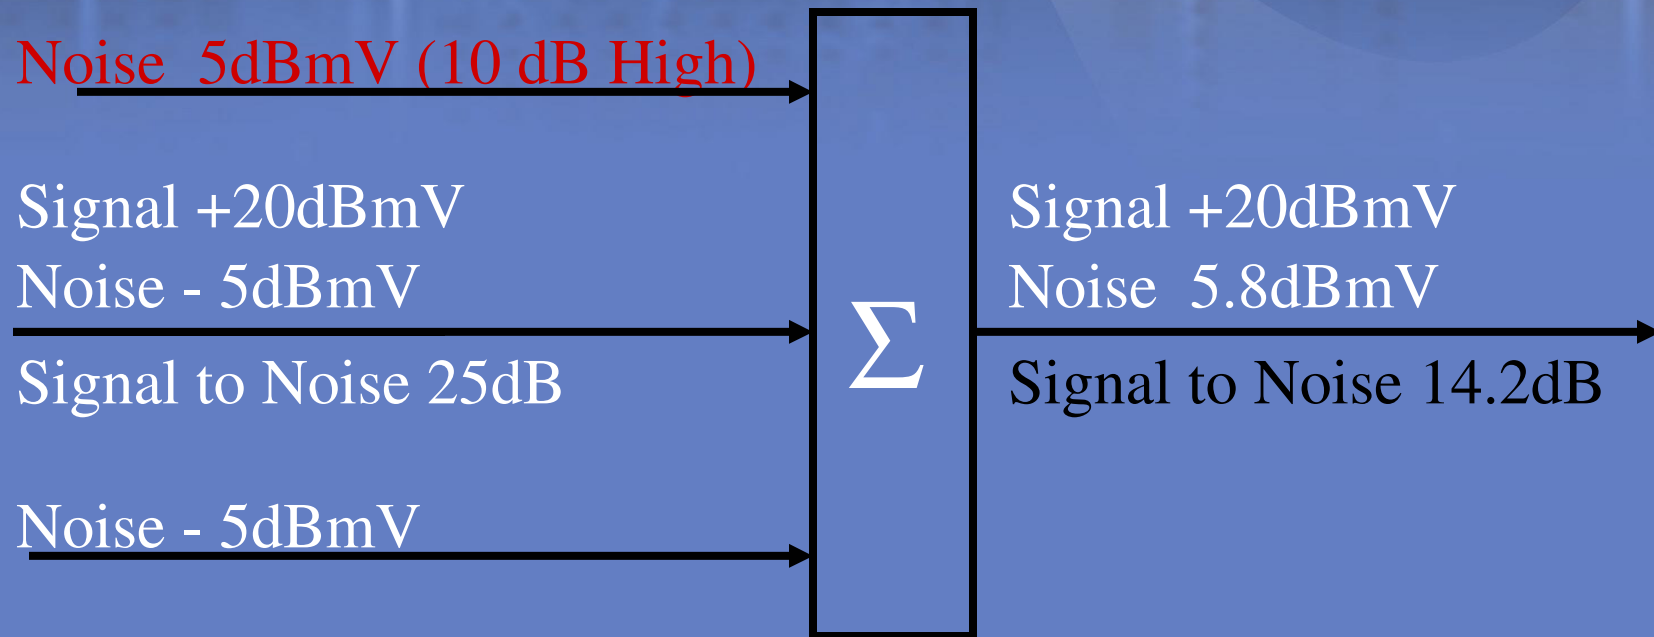 Noise  5dBmV (10 dB High)
Signal +20dBmV
Noise - 5dBmV
Signal to Noise 25dB
Noise - 5dBmV
Σ
Signal +20dBmV
Noise  5.8dBmV
Signal to Noise 14.2dB